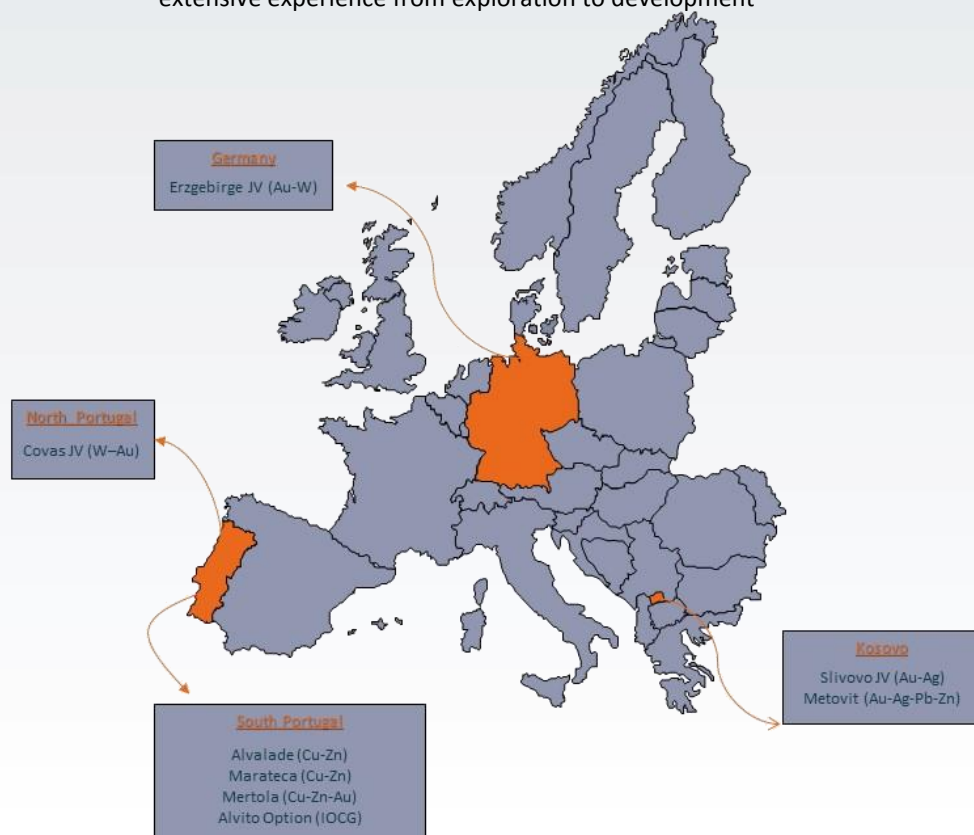 extensive experience from exploration to development
Germany
Erzgebirge JV (Au-W)
North Portugal
Covas JV (W–Au)
Kosovo
Slivovo JV (Au-Ag)
Metovit (Au-Ag-Pb-Zn)
South Portugal
Alvalade (Cu-Zn)
Marateca (Cu-Zn)
Mertola (Cu-Zn-Au)
Alvito Option (IOCG)